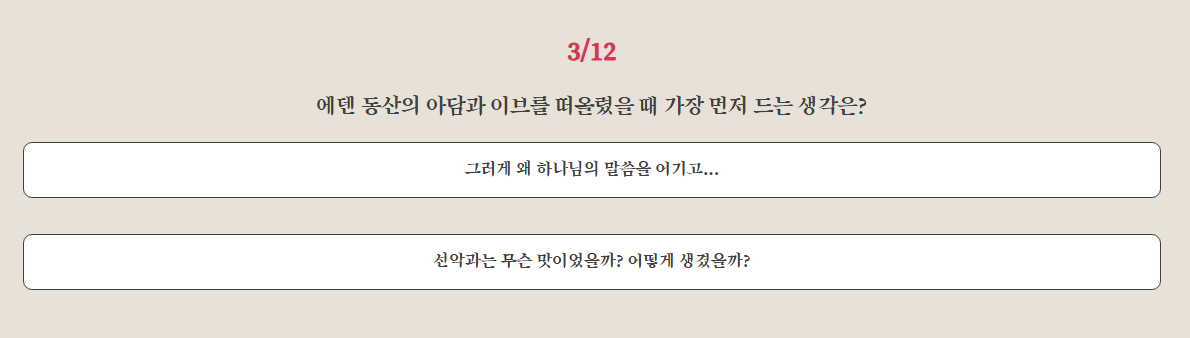 3/12
에덴 동산의 아담과 이브를 떠올렸을 때 가장 먼저 드는 생각은?
그러게 왜 하나님의 말씀을 어기고...
선악과는 무슨 맛이었을까? 어떻게 생겼을까?